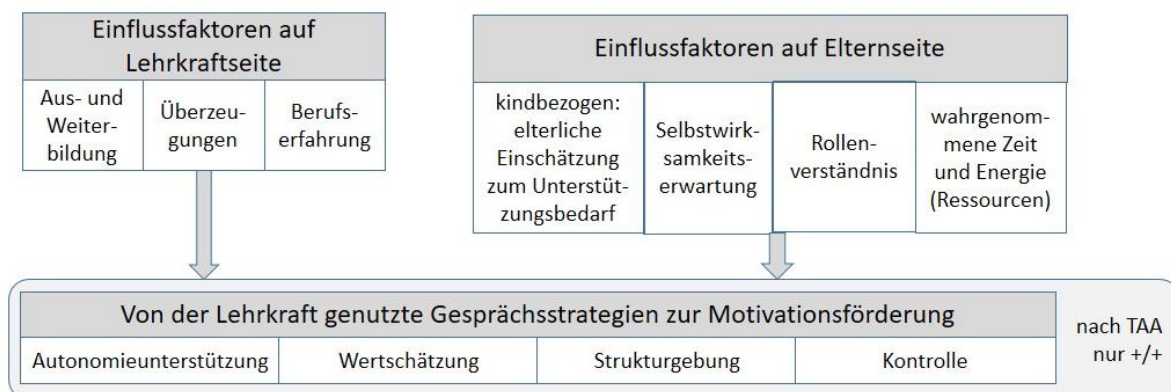 Einflussfaktoren auf
Lehrkraftseite
Aus- und
Weiter-
bildung
Überzeu-
gungen
Berufs-
erfahrung
Einflussfaktoren auf Elternseite
kindbezogen:
elterliche
Einschätzung
zum Unterstüt-
zungsbedarf
Selbstwirk-
samkeits-
erwartung
Rollen-
verständnis
wahrgenom-
mene Zeit
und Energie
(Ressourcen)
Von der Lehrkraft genutzte Gesprächsstrategien zur Motivationsförderung
Autonomieunterstützung
Wertschätzung
Strukturgebung
Kontrolle
nach TAA
nur +/+